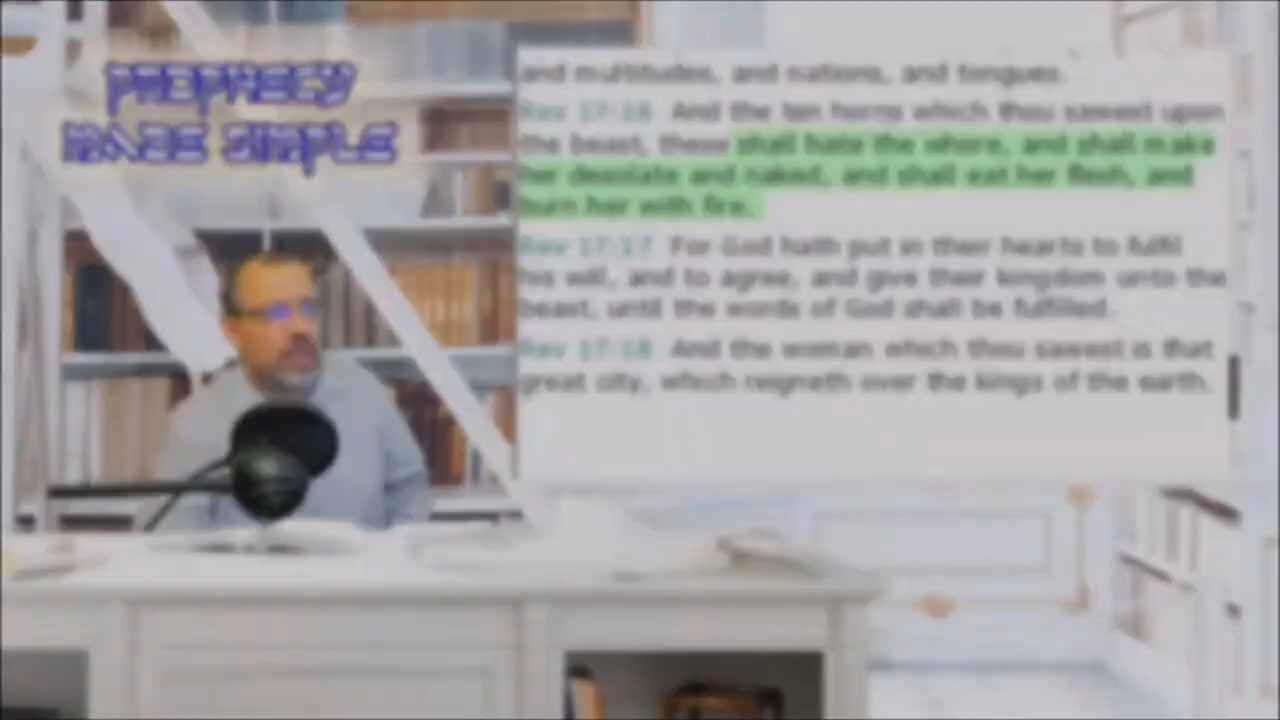 PROPHECY
MADE SIMPLE
and multitudes, and nations, and tongues.
Rev 17:16 And the ten horns which thou sawest upon
the beast, these shall hate the whore, and shall make
her desolate and naked, and shall eat her flesh, and
burn her with fire.
Rev 17:17 For God hath put in their hearts to fulfil
his will, and to agree, and give their kingdom unto the
beast, until the words of God shall be fulfilled.
Rev 17:18 And the woman which thou sawest is that
great city, which reigneth over the kings of the earth.